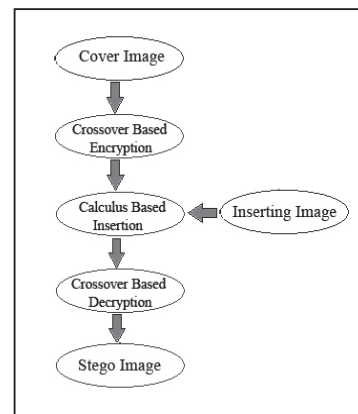 Cover Image
Crossover Based
Encryption
Calculus Based
Insertion
Inserting Image
Crossover Based
Decryption
Stego Image